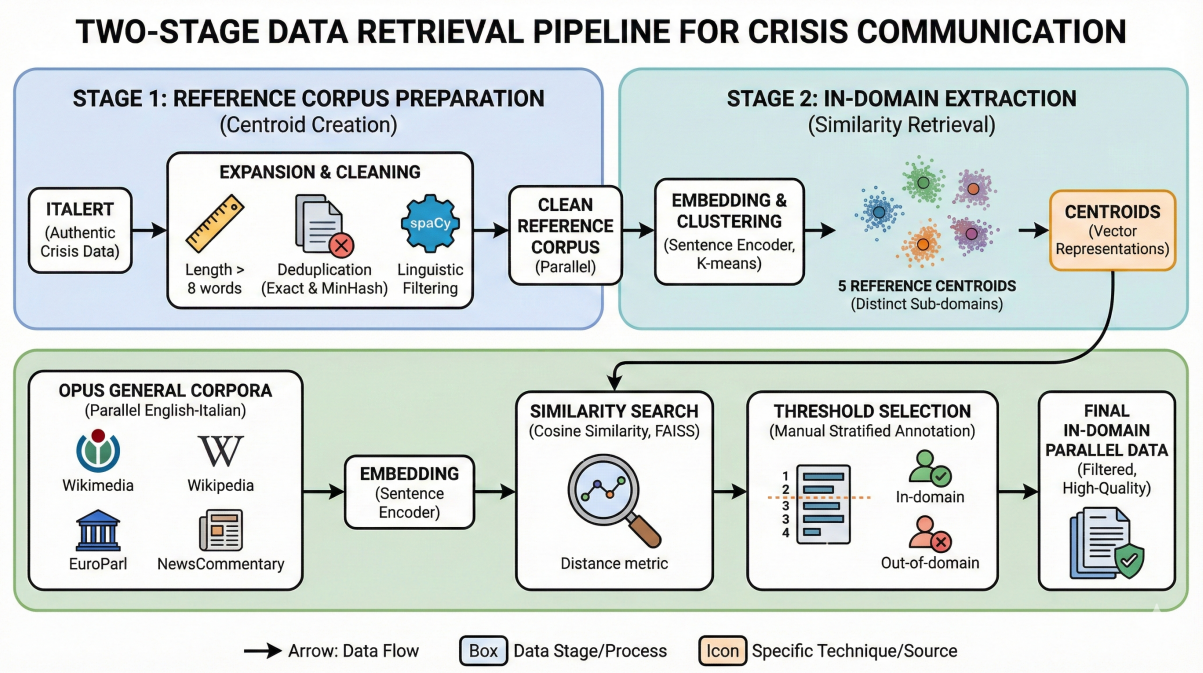 TWO-STAGE DATA RETRIEVAL PIPELINE FOR CRISIS COMMUNICATION
STAGE 1: REFERENCE CORPUS PREPARATION
(Centroid Creation)
ITALERT
(Authentic
Crisis Data)
EXPANSION & CLEANING
Length >
8 words
Deduplication
(Exact & MinHash)
spaCy
Linguistic
Filtering
CLEAN
REFERENCE
CORPUS
(Parallel)
STAGE 2: IN-DOMAIN EXTRACTION
(Similarity Retrieval)
EMBEDDING &
CLUSTERING
(Sentence Encoder,
K-means)
5 REFERENCE CENTROIDS
(Distinct Sub-domains)
CENTROIDS
(Vector
Representations)
OPUS GENERAL CORPORA
(Parallel English-Italian)
Wikimedia
W
Wikipedia
EuroParl
NewsCommentary
EMBEDDING
(Sentence
Encoder)
SIMILARITY SEARCH
(Cosine Similarity, FAISS)
Distance metric
THRESHOLD SELECTION
(Manual Stratified Annotation)
1
2
3
3
4
In-domain
Out-of-domain
FINAL
IN-DOMAIN
PARALLEL DATA
(Filtered,
High-Quality)
Arrow: Data Flow
Box Data Stage/Process
Icon Specific Technique/Source